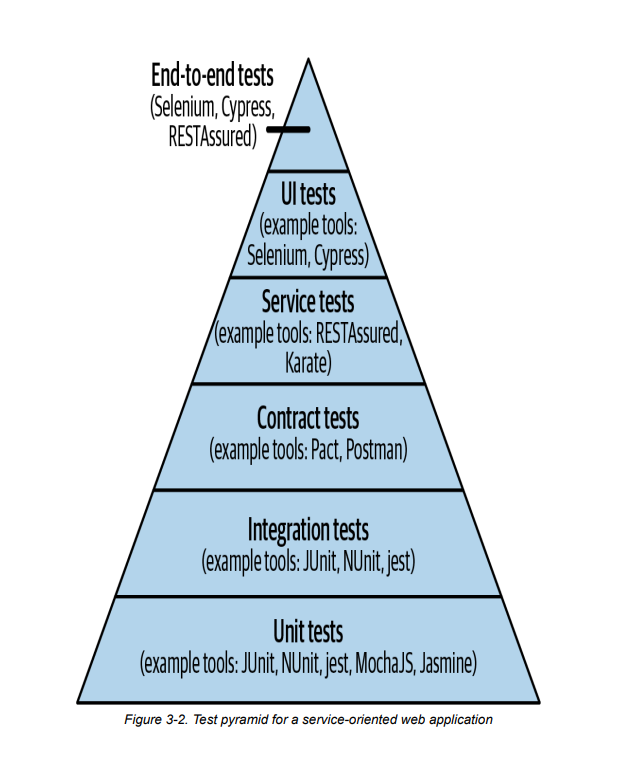 End-to-end tests
(Selenium, Cypress,
RESTAssured)
UI tests
(example tools:
Selenium, Cypress)
Service tests
(example tools: RESTAssured,
Karate)
Contract tests
(example tools: Pact, Postman)
Integration tests
(example tools: JUnit, NUnit, jest)
Unit tests
(example tools: JUnit, NUnit, jest, MochaJS, Jasmine)
Figure 3-2. Test pyramid for a service-oriented web application